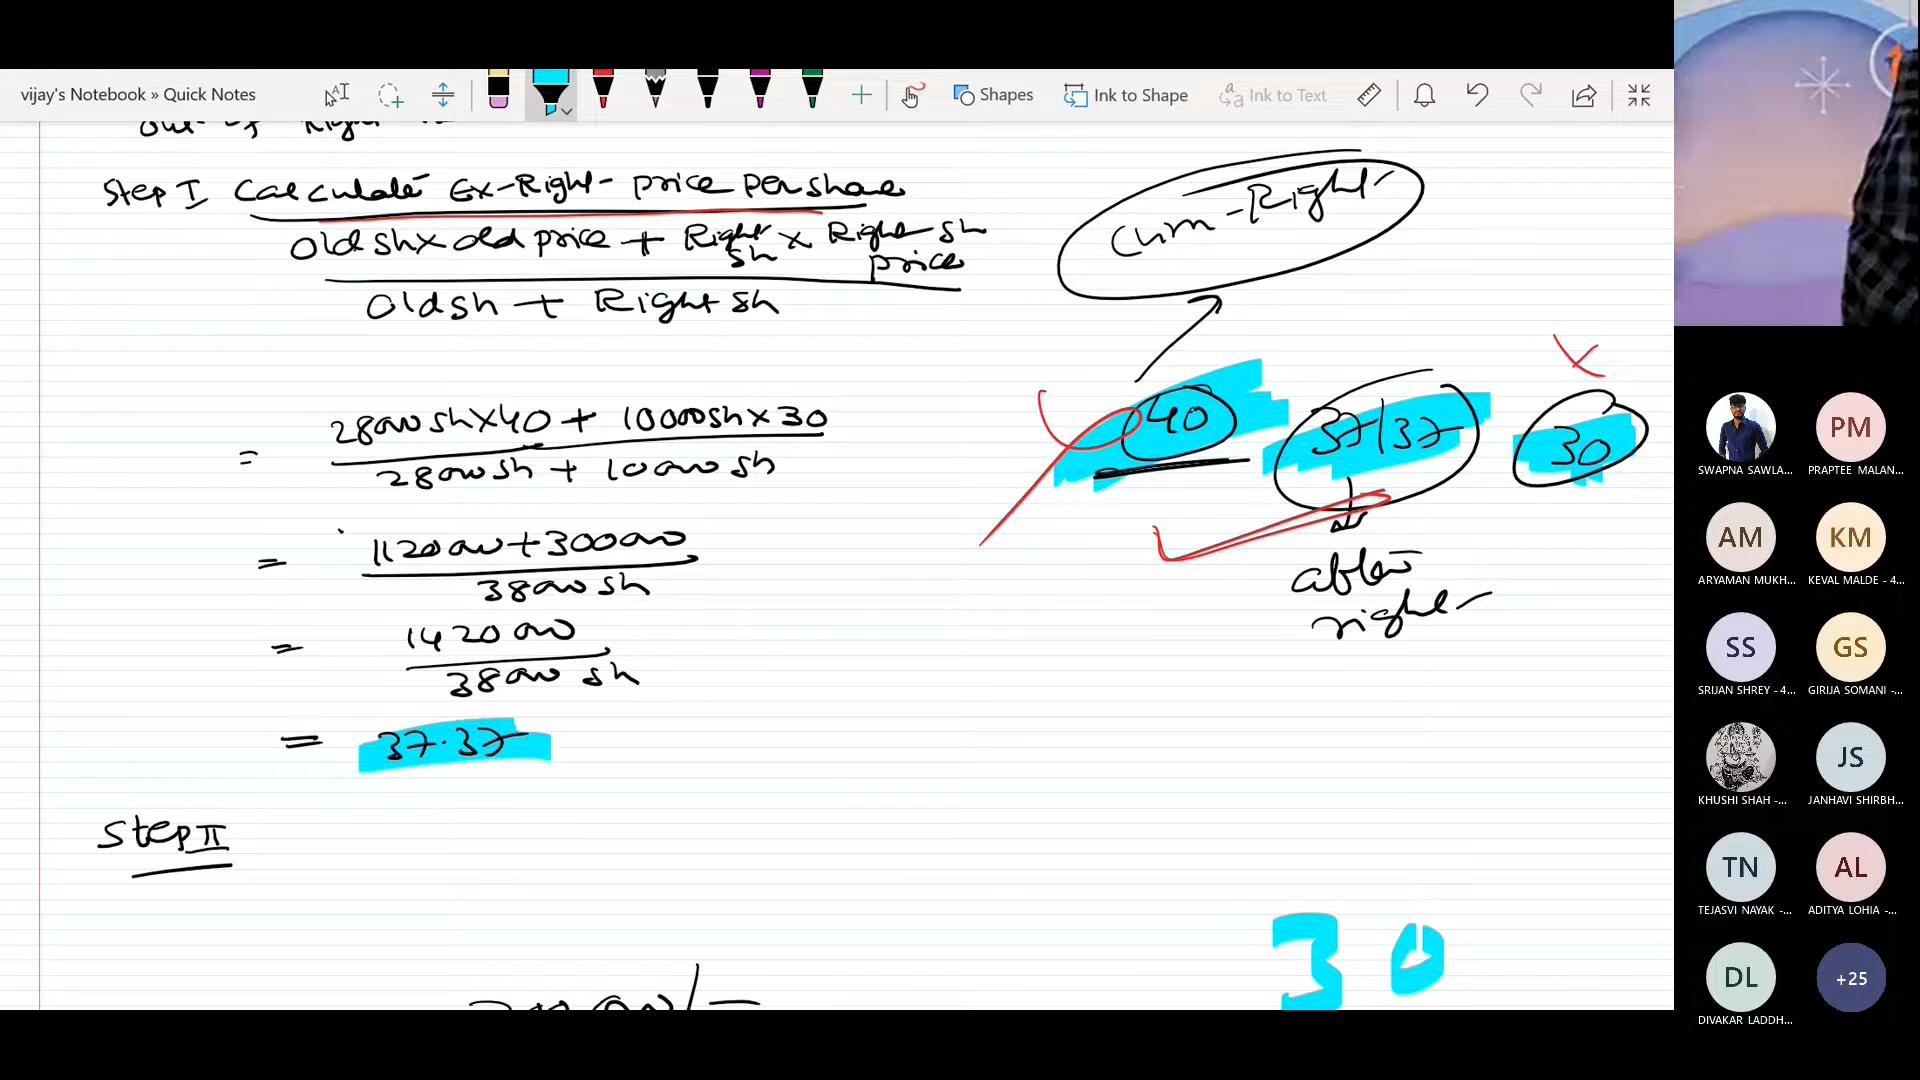 vijay's Notebook » Quick Notes
Shapes
Ink to Shape
Ink to Text
out of Right
Step I Calculate Ex-Right price per share
Old sh x old price + Right sh x Right sh price
Old sh + Right sh
= 28000 sh x 40 + 10000 sh x 30
28000 sh + 10000 sh
= 1120000 + 300000
38000 sh
= 1420000
38000 sh
= 37.37
Step II
Cum-Right
40
37/37
30
after right
30
SWAPNA SAWLA...
PM
PRAPTEE MALAN...
AM
ARYAMAN MUKH...
KM
KEVAL MALDE - 4...
SS
SRIJAN SHREY - 4...
GS
GIRIJA SOMANI -...
KHUSHI SHAH -...
JS
JANHAVI SHIRBH...
TN
TEJASVI NAYAK -...
AL
ADITYA LOHIA -...
DL
DIVAKAR LADDH...
+25